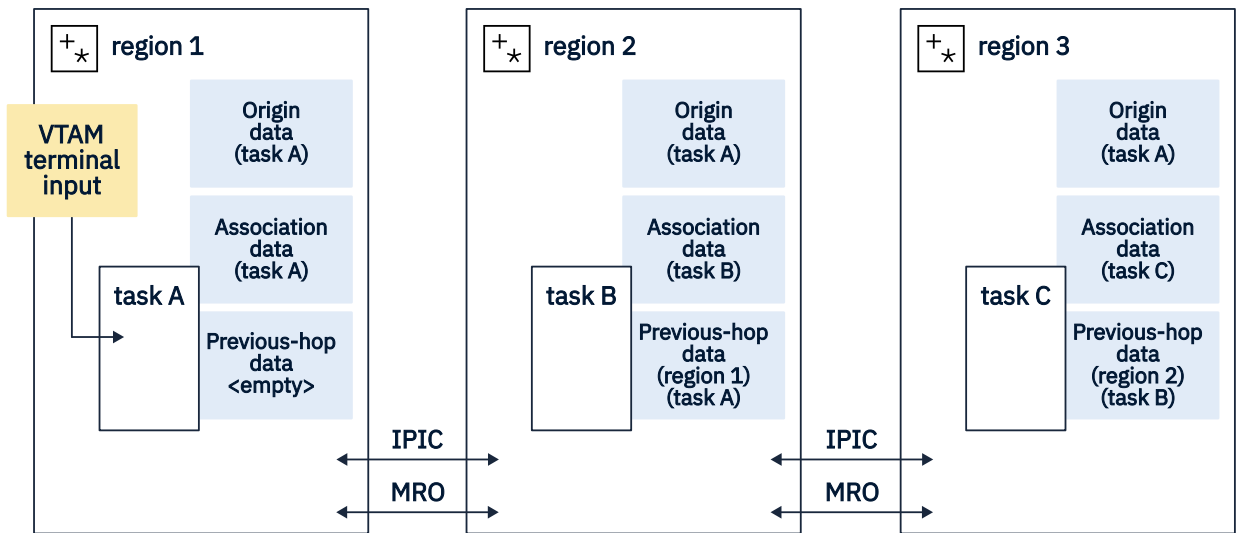 region 1
VTAM
terminal
input
Origin
data
(task A)
Association
data
(task A)
task A
Previous-hop
data
<empty>
IPIC
MRO
region 2
Origin
data
(task A)
Association
data
(task B)
task B
Previous-hop
data
(region 1)
(task A)
IPIC
MRO
region 3
Origin
data
(task A)
Association
data
(task C)
task C
Previous-hop
data
(region 2)
(task B)